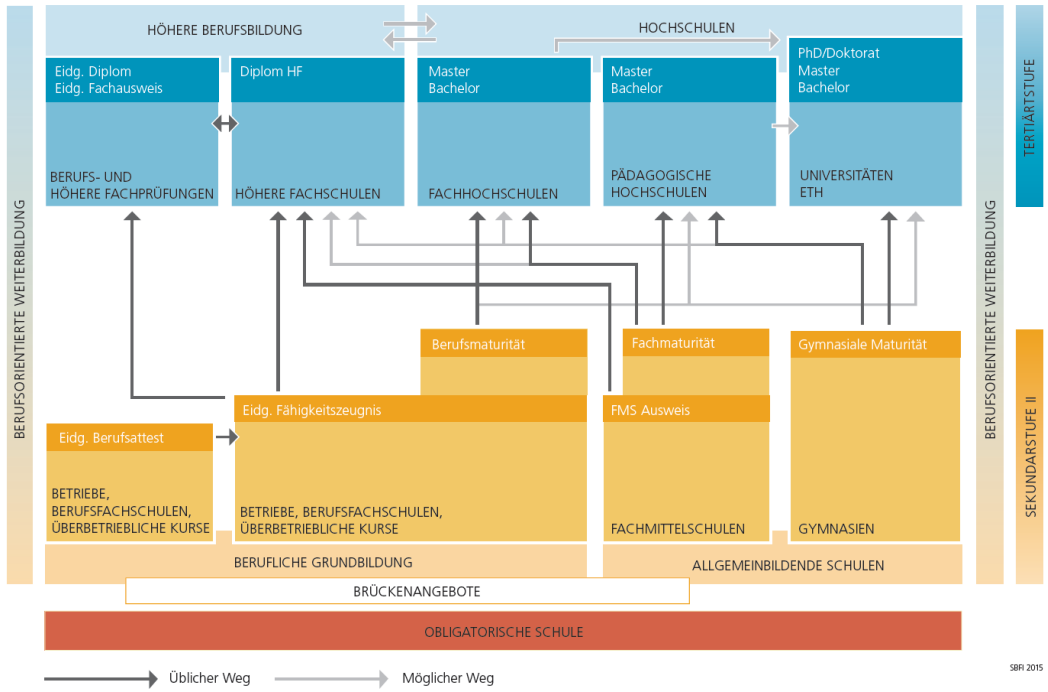 HÖHERE BERUFSBILDUNG
HOCHSCHULEN
Eidg. Diplom
Eidg. Fachausweis
BERUFS- UND
HÖHERE FACHPRÜFUNGEN
Diplom HF
HÖHERE FACHSCHULEN
Master
Bachelor
FACHHOCHSCHULEN
Master
Bachelor
PÄDAGOGISCHE
HOCHSCHULEN
PhD/Doktorat
Master
Bachelor
UNIVERSITÄTEN
ETH
BERUFSORIENTIERTE WEITERBILDUNG
BERUFSORIENTIERTE WEITERBILDUNG
TERTIÄRTSTUFE
SEKUNDARSTUFE II
Berufsmaturität
Fachmaturität
Gymnasiale Maturität
Eidg. Fähigkeitszeugnis
FMS Ausweis
Eidg. Berufsattest
BETRIEBE,
BERUFSFACHSCHULEN,
ÜBERBETRIEBLICHE KURSE
BETRIEBE, BERUFSFACHSCHULEN,
ÜBERBETRIEBLICHE KURSE
FACHMITTELSCHULEN
GYMNASIEN
BERUFLICHE GRUNDBILDUNG
ALLGEMEINBILDENDE SCHULEN
BRÜCKENANGEBOTE
OBLIGATORISCHE SCHULE
Üblicher Weg
Möglicher Weg
SBFI 2015